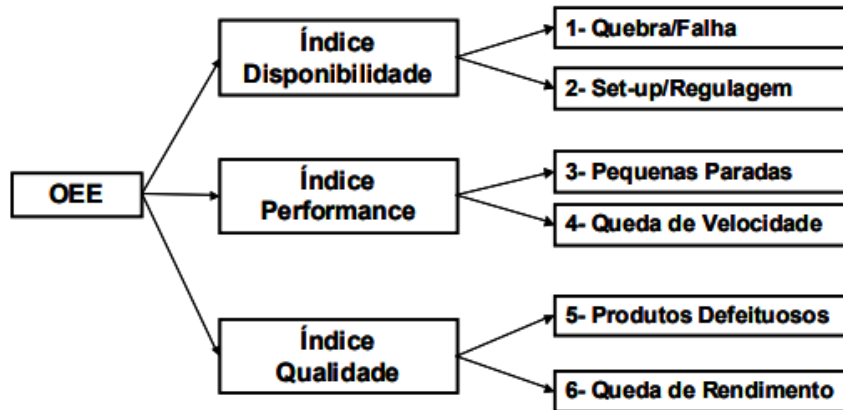 OEE
Índice
Disponibilidade
1- Quebra/Falha
2- Set-up/Regulagem
Índice
Performance
3- Pequenas Paradas
4- Queda de Velocidade
Índice
Qualidade
5- Produtos Defeituosos
6- Queda de Rendimento